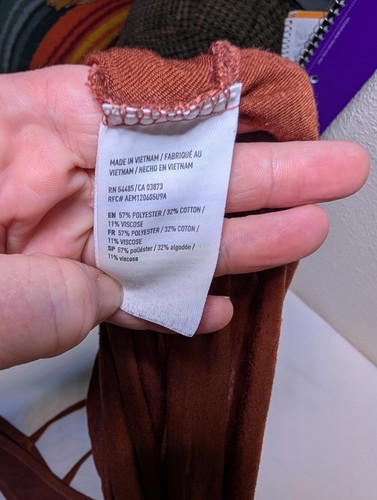 MADE IN VIETNAM / FABRIQUÉ AU
VIETNAM / HECHO EN VIETNAM
RN 54485/CA 03873
RFC# AEM120605U9A
EN 57% POLYESTER / 32% COTTON /
11% VISCOSE
FR 57% POLYESTER / 32% COTON /
11% VISCOSE
SP 57% poliéster / 32% algodón /
11% viscosa